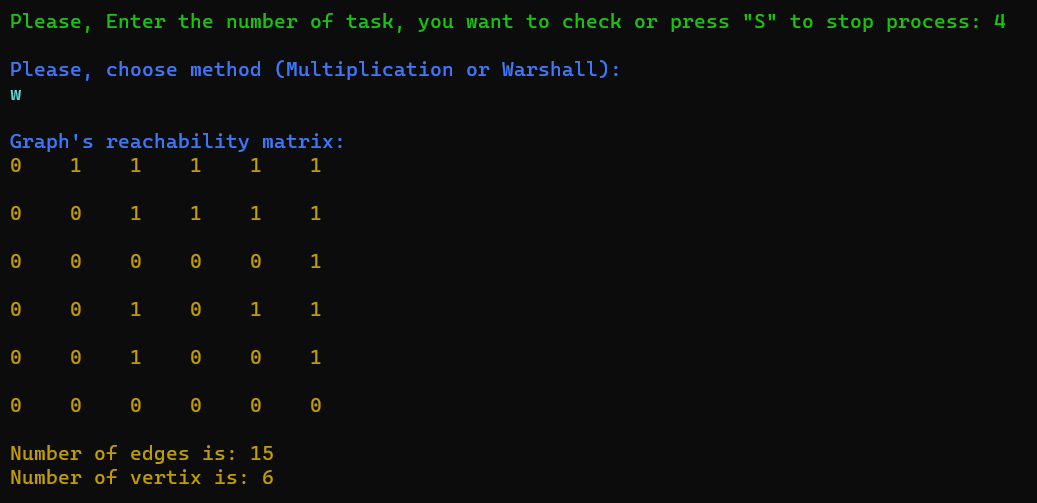 Please, Enter the number of task, you want to check or press "S" to stop process: 4
Please, choose method (Multiplication or Warshall):
w
Graph's reachability matrix:
0 1 1 1 1 1
0 0 1 1 1 1
0 0 0 0 0 1
0 0 1 0 1 1
0 0 1 0 0 1
0 0 0 0 0 0
Number of edges is: 15
Number of vertix is: 6